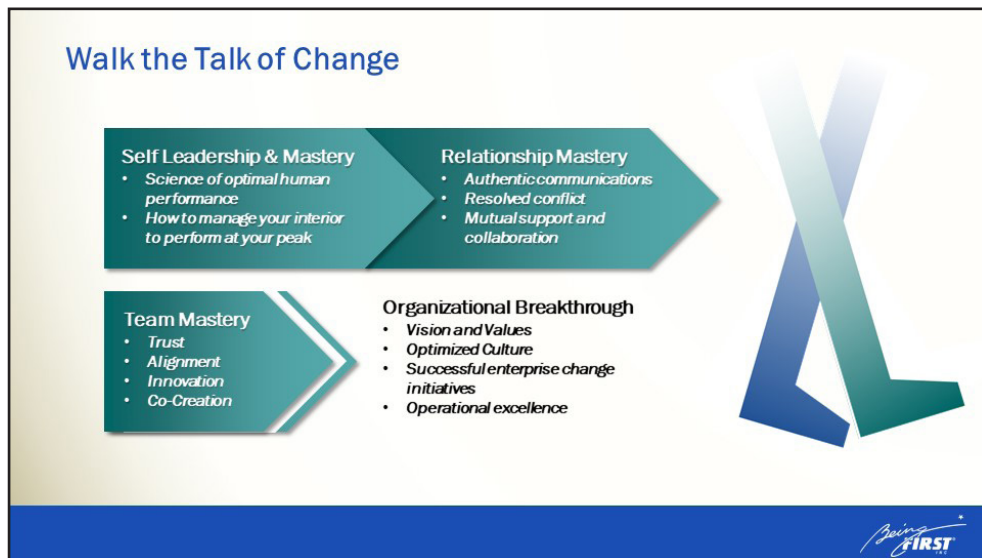 Walk the Talk of Change
Self Leadership & Mastery
• Science of optimal human
performance
• How to manage your interior
to perform at your peak
Relationship Mastery
• Authentic communications
• Resolved conflict
• Mutual support and
collaboration
Team Mastery
• Trust
• Alignment
• Innovation
• Co-Creation
Organizational Breakthrough
• Vision and Values
• Optimized Culture
• Successful enterprise change
initiatives
• Operational excellence
Being
FIRST®
INC